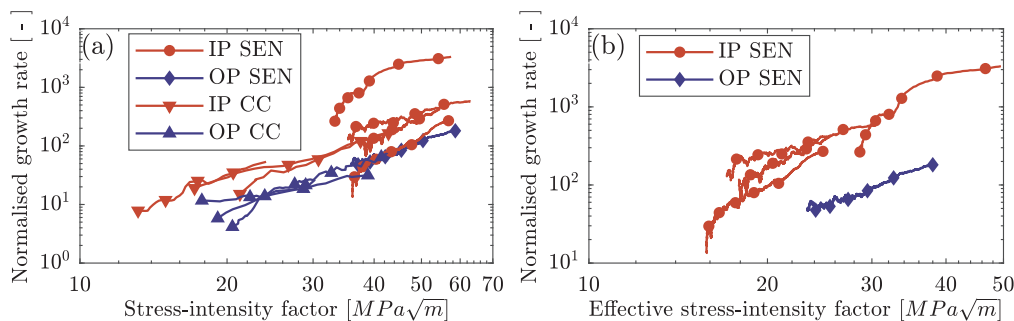 (a)
IP SEN
OP SEN
IP CC
OP CC
Normalised growth rate [ - ]
10^4
10^3
10^2
10^1
10^0
10 20 30 40 50 60 70
Stress-intensity factor [MPa√m]
(b)
IP SEN
OP SEN
Normalised growth rate [ - ]
10^4
10^3
10^2
10^1
10 20 30 40 50
Effective stress-intensity factor [MPa√m]